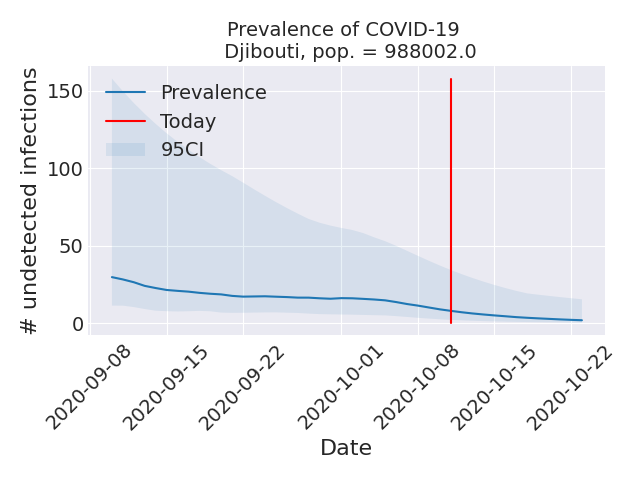 Prevalence of COVID-19
Djibouti, pop. = 988002.0
# undetected infections
150
100
50
0
Prevalence
Today
95CI
2020-09-08
2020-09-15
2020-09-22
2020-10-01
2020-10-08
2020-10-15
2020-10-22
Date